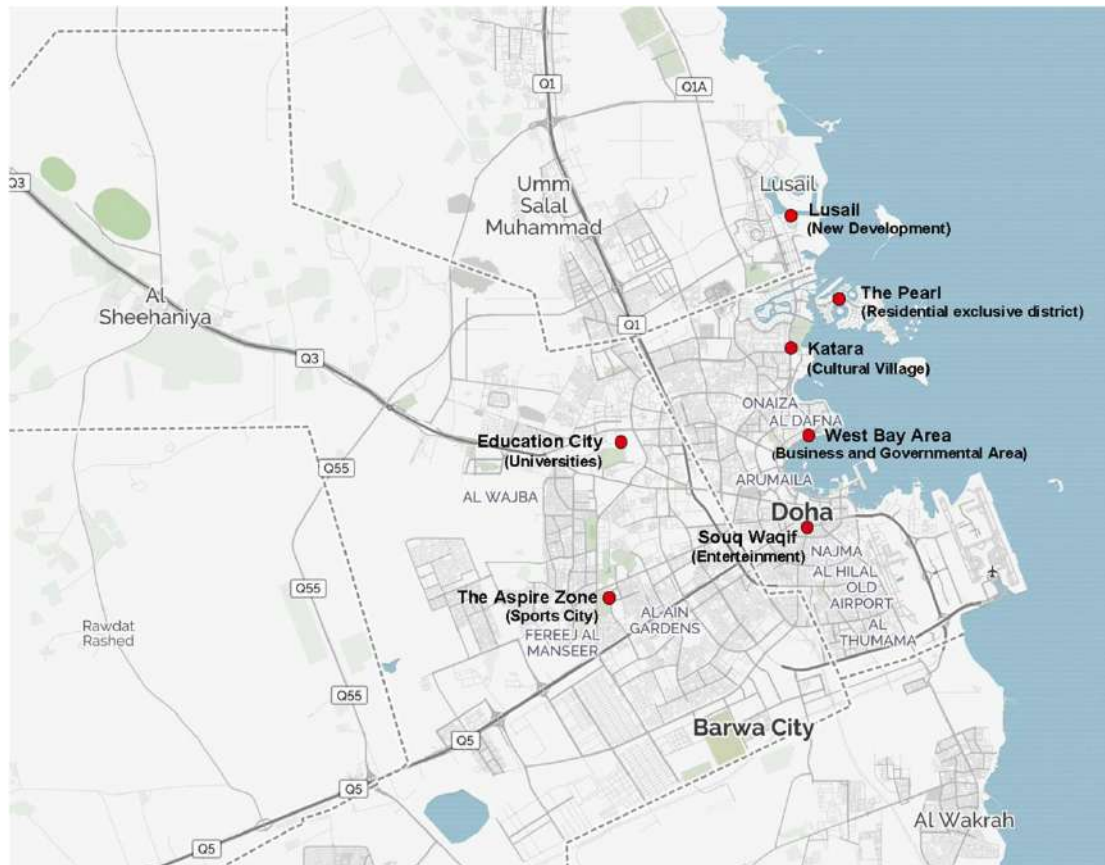 Q1
Q1A
Q3
Umm
Salal
Muhammad
Lusail
Lusail
(New Development)
Al
Sheehaniya
The Pearl
(Residential exclusive district)
Q1
Q3
Katara
(Cultural Village)
ONAIZA
AL DAFNA
Education City
(Universities)
West Bay Area
(Business and Governmental Area)
Q55
AL WAJBA
ARUMAILA
Doha
Souq Waqif
(Enterteinment)
NAJMA
AL HILAL
OLD
AIRPORT
AL
THUMAMA
Q55
The Aspire Zone
(Sports City)
AL-AIN
GARDENS
FEREEJ AL
MANSEER
Rawdat
Rashed
Q55
Barwa City
Q5
Q5
Al Wakrah
Q5